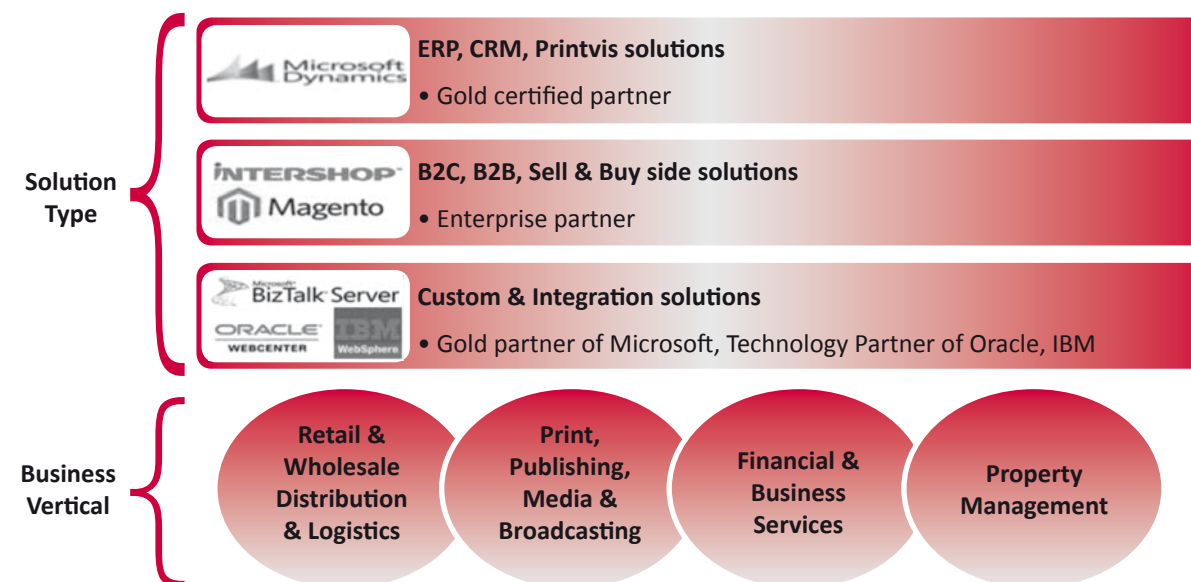 Microsoft
Dynamics
ERP, CRM, Printvis solutions
• Gold certified partner
Solution
Type
INTERSHOP™
Magento
B2C, B2B, Sell & Buy side solutions
• Enterprise partner
Microsoft
BizTalk Server
ORACLE
WEBCENTER
IBM
WebSphere
Custom & Integration solutions
• Gold partner of Microsoft, Technology Partner of Oracle, IBM
Business
Vertical
Retail &
Wholesale
Distribution
& Logistics
Print,
Publishing,
Media &
Broadcasting
Financial &
Business
Services
Property
Management